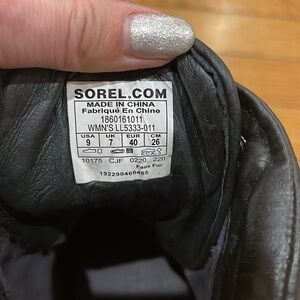 SOREL.COM
MADE IN CHINA
Fabriqué En Chine
1860161011
WMN'S LL5333-011
USA UK EUR CM
9 7 40 26
10175 CJF 0220 220
Faux Fur
192290466465